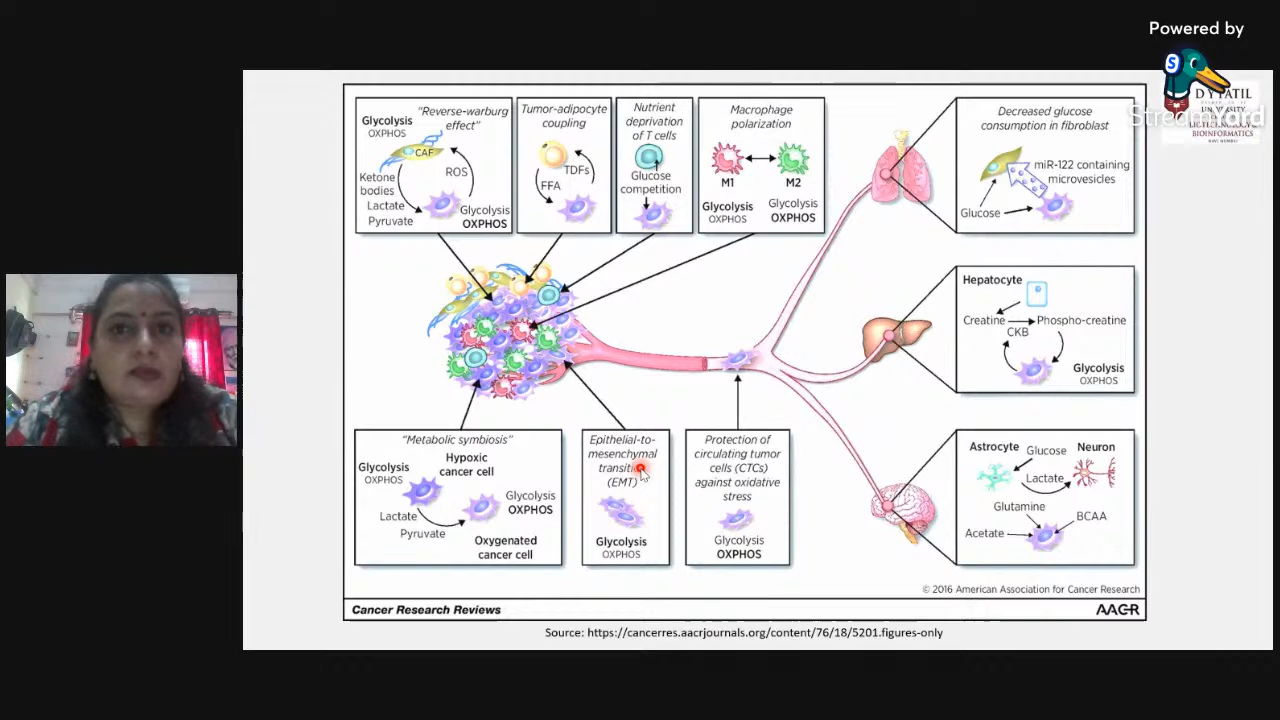 Powered by
S
StreamYard
D Y PATIL
UNIVERSITY
BIOTECHNOLOGY &
BIOINFORMATICS
NAVI MUMBAI
"Reverse-warburg
effect"
Glycolysis
OXPHOS
CAF
Ketone
bodies
Lactate
Pyruvate
ROS
Glycolysis
OXPHOS
Tumor-adipocyte
coupling
TDFs
FFA
Nutrient
deprivation
of T cells
Glucose
competition
Macrophage
polarization
M1
M2
Glycolysis
OXPHOS
Glycolysis
OXPHOS
Decreased glucose
consumption in fibroblast
miR-122 containing
microvesicles
Glucose
Hepatocyte
Creatine
Phospho-creatine
CKB
Glycolysis
OXPHOS
"Metabolic symbiosis"
Glycolysis
OXPHOS
Hypoxic
cancer cell
Lactate
Pyruvate
Glycolysis
OXPHOS
Oxygenated
cancer cell
Epithelial-to-
mesenchymal
(EMT)
Glycolysis
OXPHOS
Protection of
circulating tumor
cells (CTCs)
against oxidative
stress
Glycolysis
OXPHOS
Astrocyte
Glucose
Neuron
Lactate
Glutamine
BCAA
Acetate
© 2016 American Association for Cancer Research
Cancer Research Reviews
AACR
Source: https://cancerres.aacrjournals.org/content/76/18/5201.figures-only